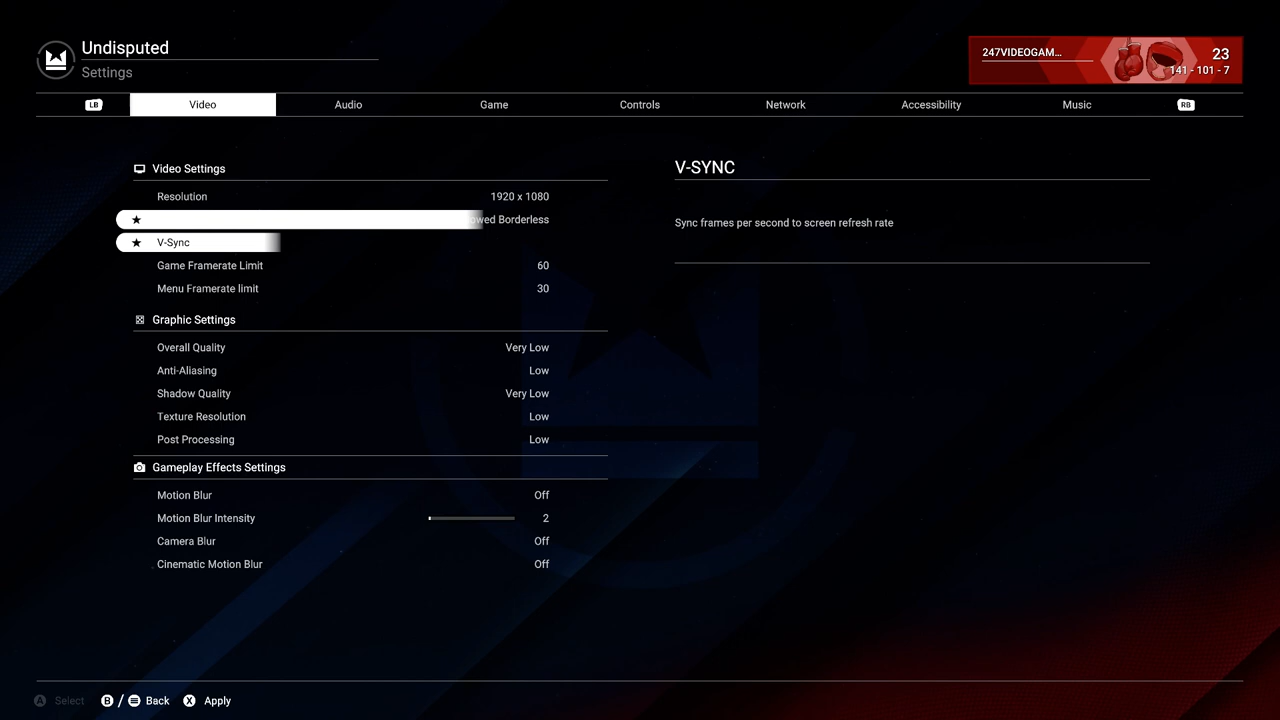 Undisputed
Settings
247VIDEOGAM...
23
141 - 101 - 7
LB Video Audio Game Controls Network Accessibility Music RB
Video Settings
Resolution 1920 x 1080
Borderless
V-Sync
Game Framerate Limit 60
Menu Framerate limit 30
Graphic Settings
Overall Quality Very Low
Anti-Aliasing Low
Shadow Quality Very Low
Texture Resolution Low
Post Processing Low
Gameplay Effects Settings
Motion Blur Off
Motion Blur Intensity 2
Camera Blur Off
Cinematic Motion Blur Off
V-SYNC
Sync frames per second to screen refresh rate
A Select B / Back X Apply